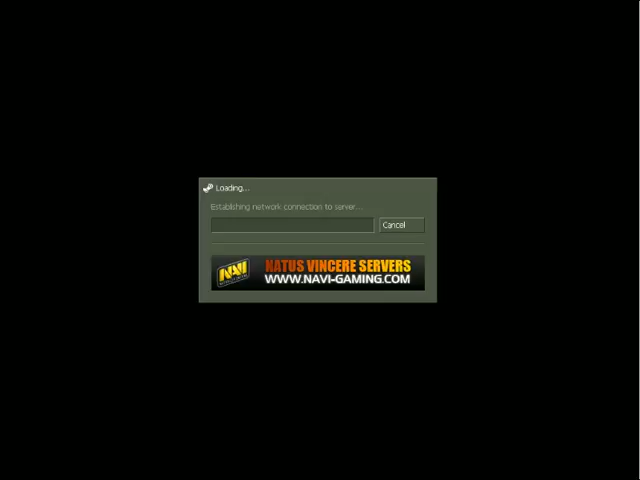 Loading...
Establishing network connection to server...
Cancel
NAVI
NATUS VINCERE SERVERS
WWW.NAVI-GAMING.COM